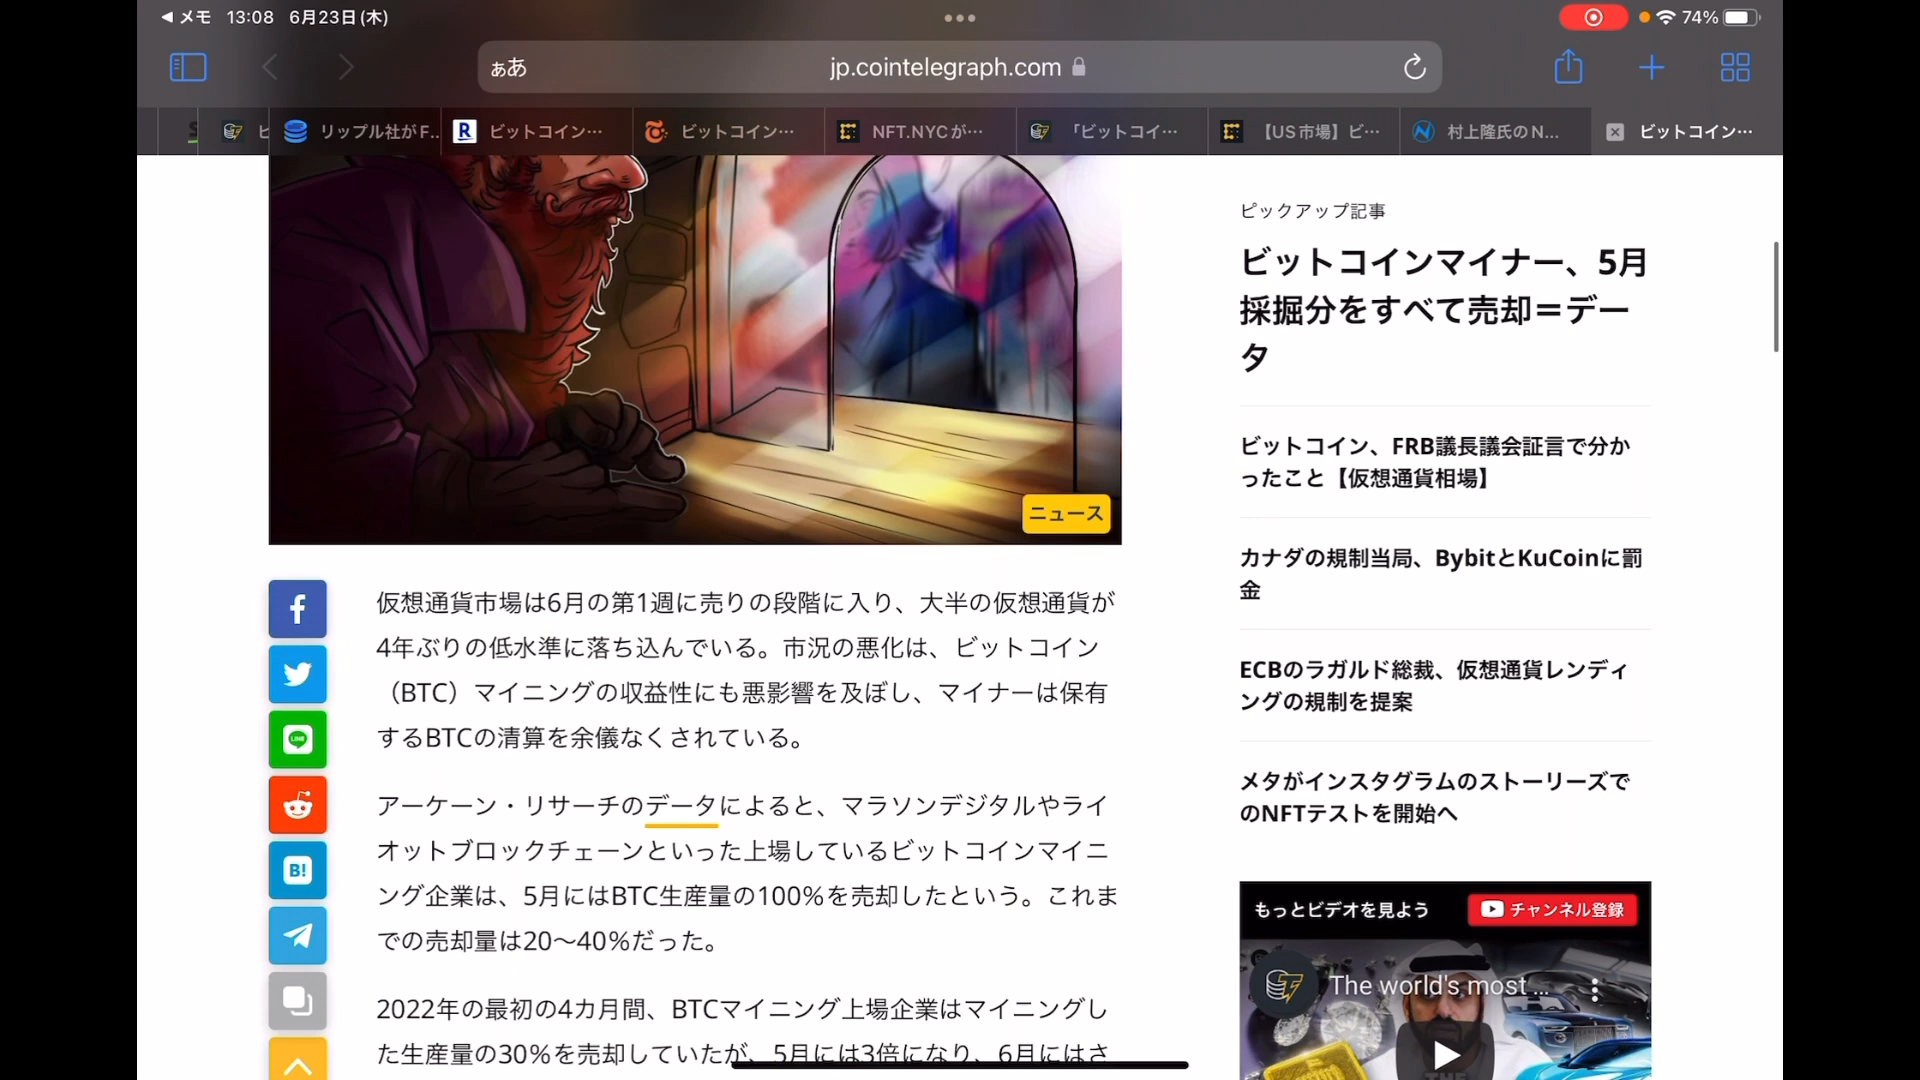 メモ 13:08 6月23日(木)
74%
ぁあ
jp.cointelegraph.com
リップル社がF..
ビットコイン…
ビットコイン…
NFT.NYCが…
「ビットコイ…
【US市場】ビ…
村上隆氏のN...
ビットコイン…
ニュース
仮想通貨市場は6月の第1週に売りの段階に入り、大半の仮想通貨が
4年ぶりの低水準に落ち込んでいる。市況の悪化は、ビットコイン
（BTC）マイニングの収益性にも悪影響を及ぼし、マイナーは保有
するBTCの清算を余儀なくされている。
アーケーン・リサーチのデータによると、マラソンデジタルやライ
オットブロックチェーンといった上場しているビットコインマイニ
ング企業は、5月にはBTC生産量の100%を売却したという。これま
での売却量は20〜40%だった。
2022年の最初の4カ月間、BTCマイニング上場企業はマイニングし
た生産量の30%を売却していたが、5月には3倍になり、6月にはさ
LINE
B!
ピックアップ記事
ビットコインマイナー、5月
採掘分をすべて売却＝デー
タ
ビットコイン、FRB議長議会証言で分か
ったこと【仮想通貨相場】
カナダの規制当局、BybitとKuCoinに罰
金
ECBのラガルド総裁、仮想通貨レンディ
ングの規制を提案
メタがインスタグラムのストーリーズで
のNFTテストを開始へ
もっとビデオを見よう
チャンネル登録
The world's most ...
THE